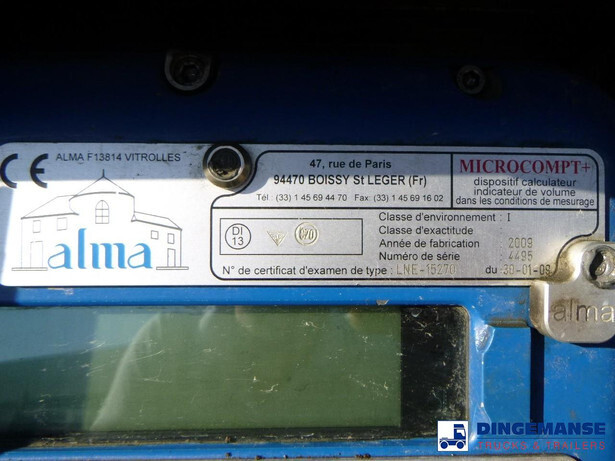 CE ALMA F13814 VITROLLES
alma
47, rue de Paris
94470 BOISSY St LEGER (Fr)
Tél : (33) 1 45 69 44 70 Fax: (33) 1 45 69 16 02
MICROCOMPT+
dispositif calculateur
indicateur de volume
dans les conditions de mesurage
DI
13
Classe d'environnement : I
Classe d'exactitude :
Année de fabrication : 2009
Numéro de série : 4495
N° de certificat d'examen de type : LNE-15270 du :30-01-09
alma
DINGEMANSE
TRUCKS & TRAILERS